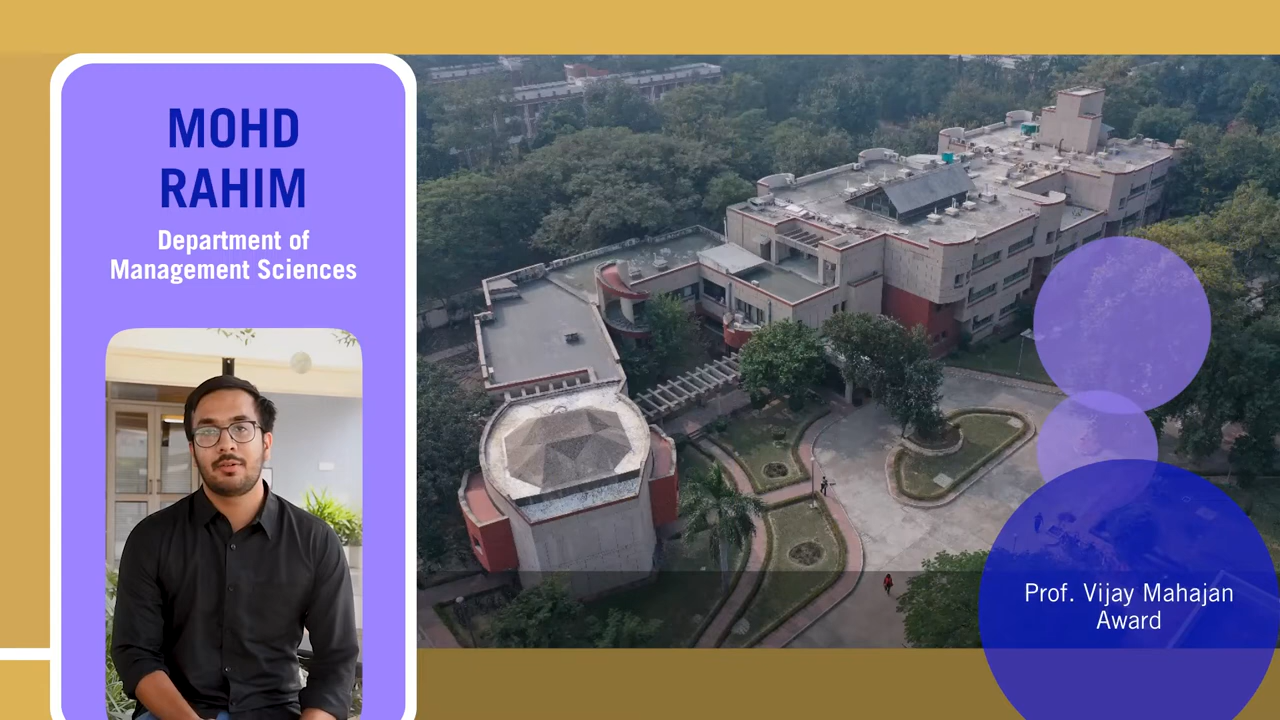 MOHD
RAHIM
Department of
Management Sciences
Prof. Vijay Mahajan
Award